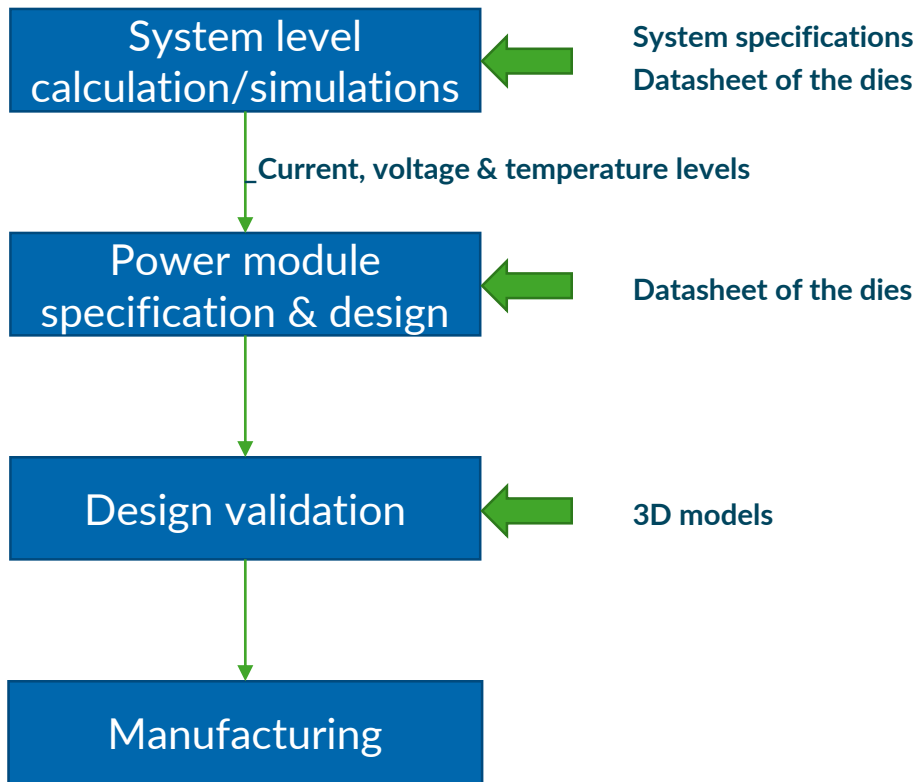 System level
calculation/simulations
System specifications
Datasheet of the dies
_Current, voltage & temperature levels
Power module
specification & design
Datasheet of the dies
Design validation
3D models
Manufacturing